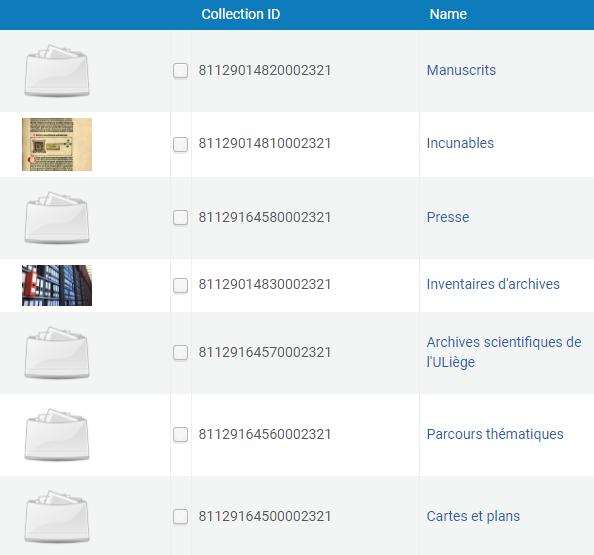 Collection ID Name
81129014820002321 Manuscrits
81129014810002321 Incunables
81129164580002321 Presse
81129014830002321 Inventaires d'archives
81129164570002321 Archives scientifiques de
l'ULiège
81129164560002321 Parcours thématiques
81129164500002321 Cartes et plans